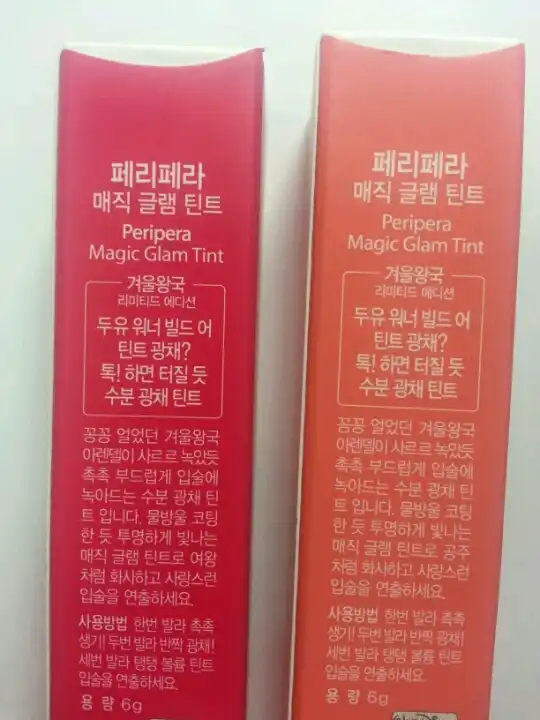 페리페라
매직 글램 틴트
Peripera
Magic Glam Tint
겨울왕국
리미티드 에디션
두유 워너 빌드 어
틴트 광채?
톡! 하면 터질 듯
수분 광채 틴트
꽁꽁 얼었던 겨울왕국
아렌델이 사르르 녹았듯
촉촉 부드럽게 입술에
녹아드는 수분 광채 틴
트 입니다. 물방울 코팅
한 듯 투명하게 빛나는
매직 글램 틴트로 여왕
처럼 화사하고 사랑스런
입술을 연출하세요.
사용방법 한번 발라 촉촉
생기! 두번 발라 반짝 광채!
세번 발라 탱탱 볼륨 틴트
입술을 연출하세요.
용 량 6g
페리페라
매직 글램 틴트
Peripera
Magic Glam Tint
겨울왕국
리미티드 에디션
두유 워너 빌드 어
틴트 광채?
톡! 하면 터질 듯
수분 광채 틴트
꽁꽁 얼었던 겨울왕국
아렌델이 사르르 녹았듯
촉촉 부드럽게 입술에
녹아드는 수분 광채 틴
트 입니다. 물방울 코팅
한 듯 투명하게 빛나는
매직 글램 틴트로 공주
처럼 화사하고 사랑스런
입술을 연출하세요.
사용방법 한번 발라 촉촉
생기! 두번 발라 반짝 광채!
세번 발라 탱탱 볼륨 틴트
입술을 연출하세요.
용 량 6g